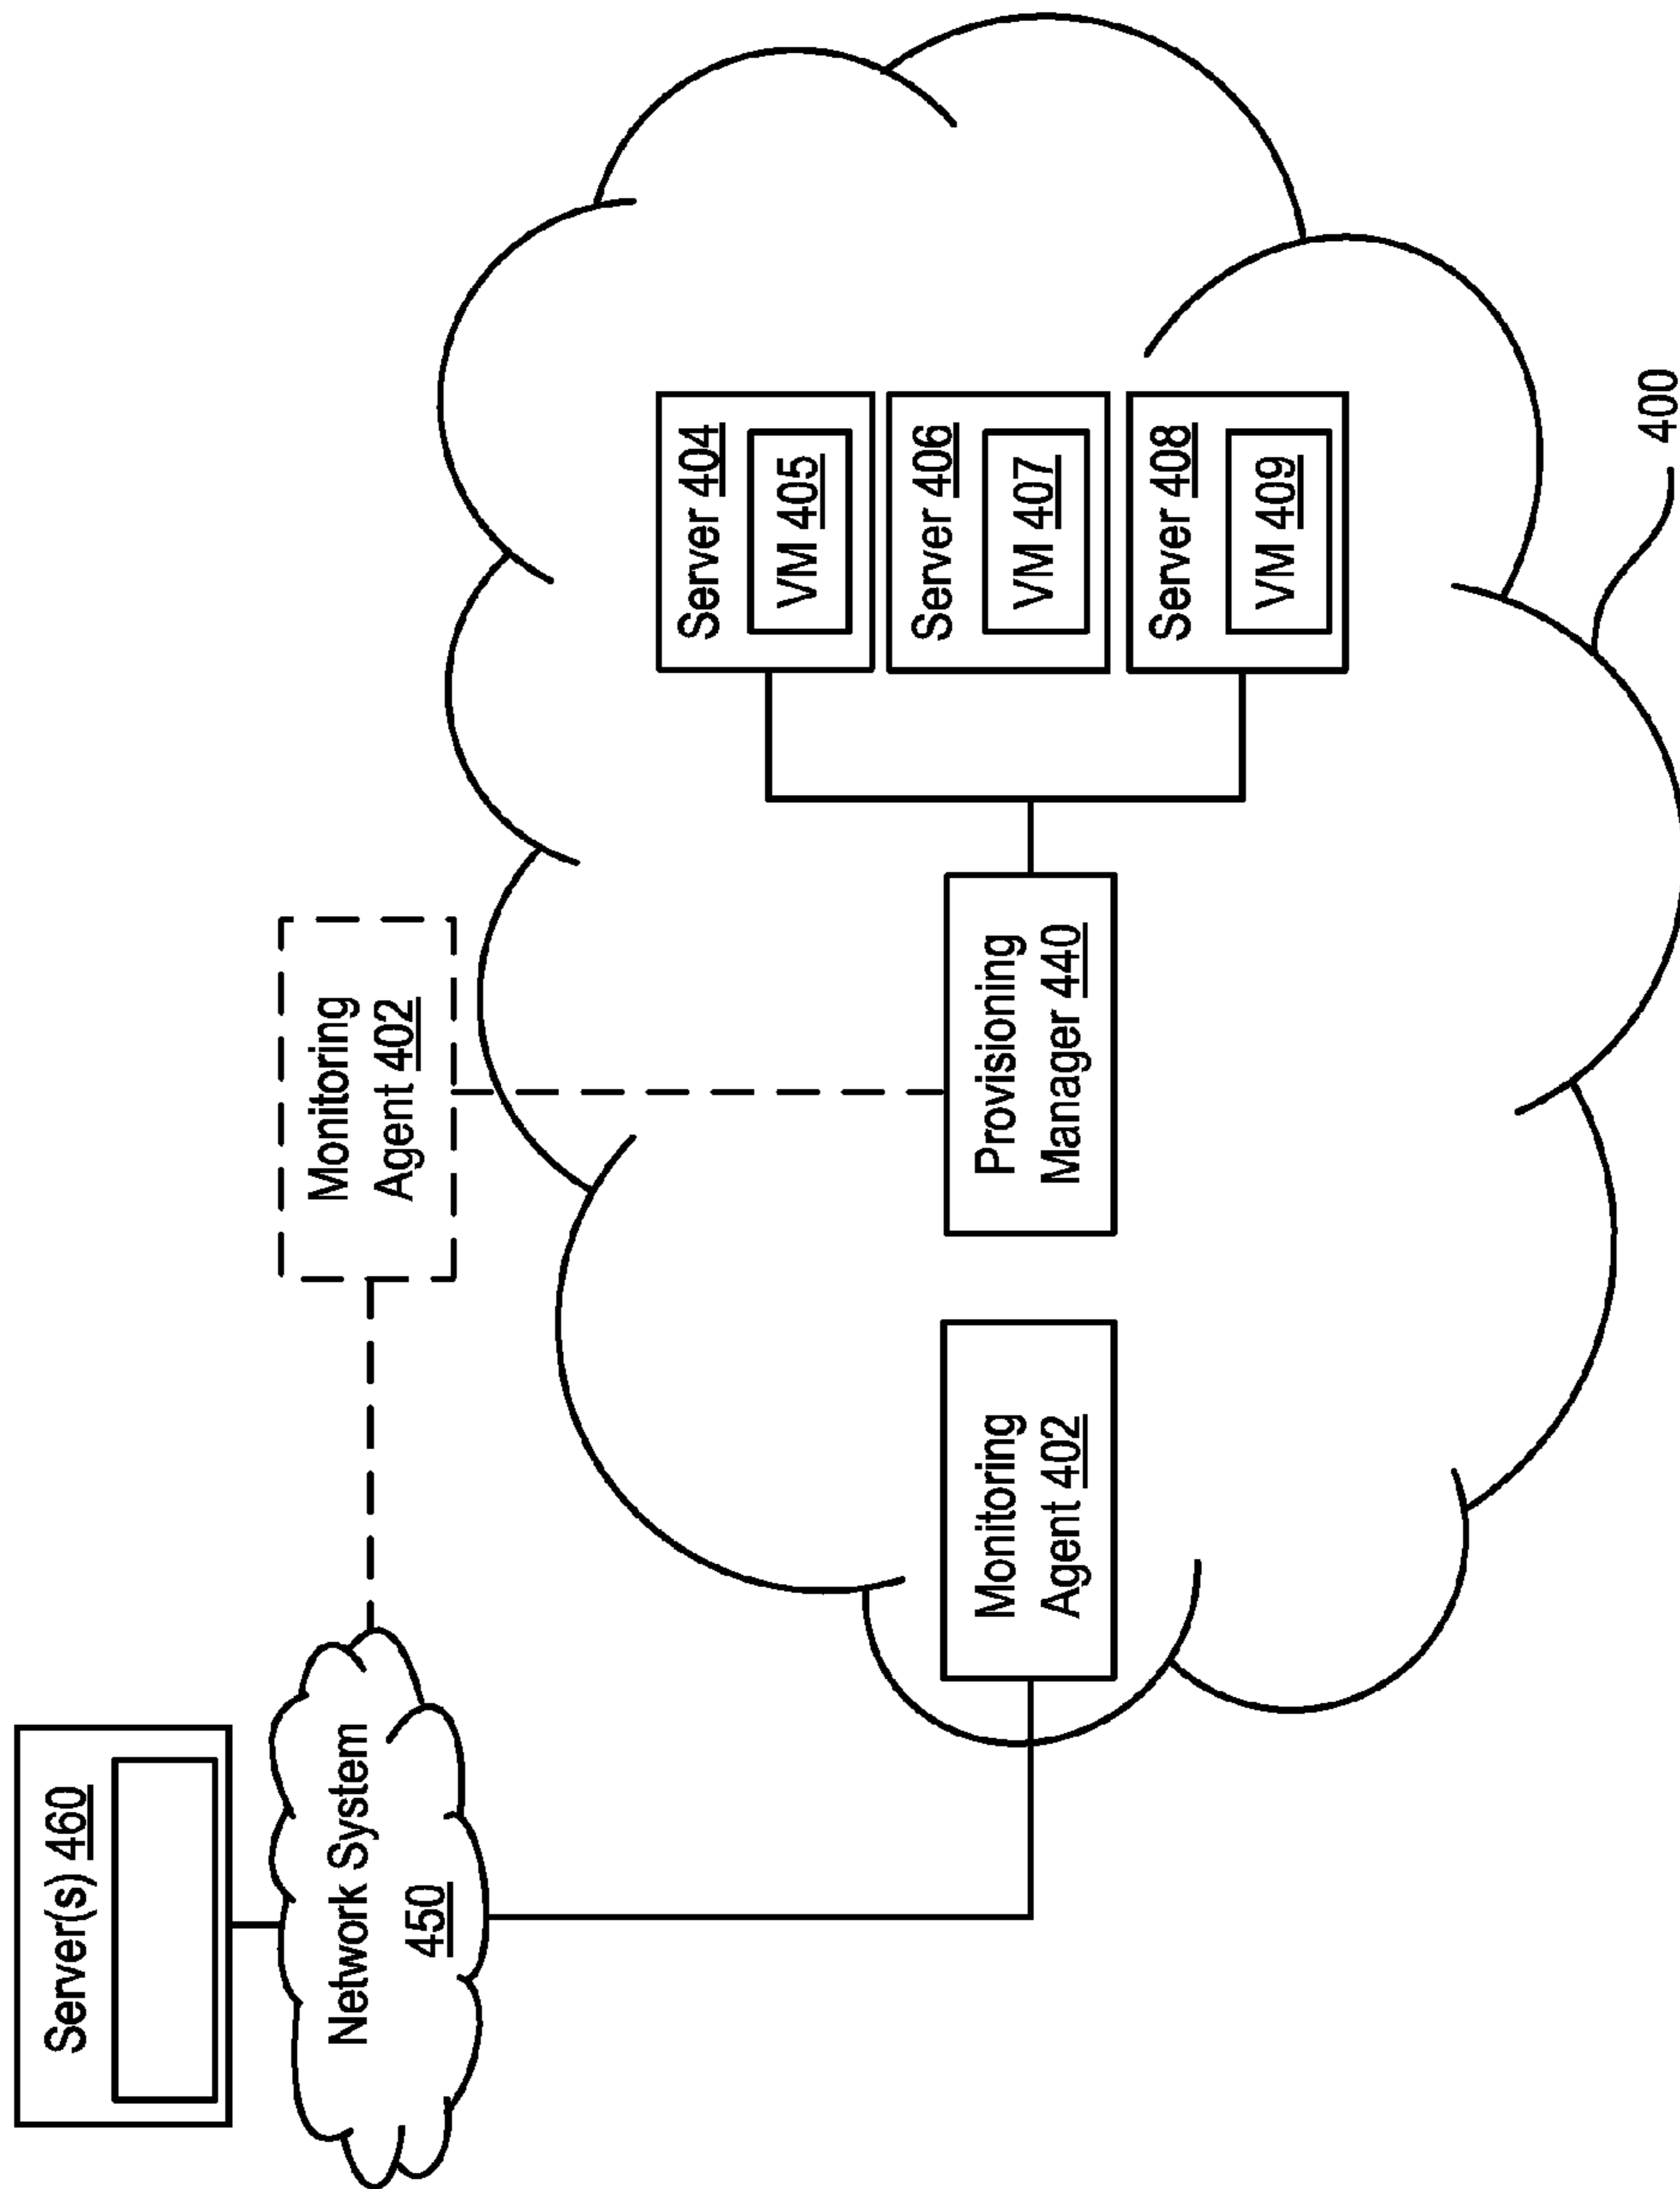 Server(s) 460
Network System
450
Monitoring
Agent 402
Monitoring
Agent 402
Provisioning
Manager 440
Server 404
VM 405
Server 406
VM 407
Server 408
VM 409
400